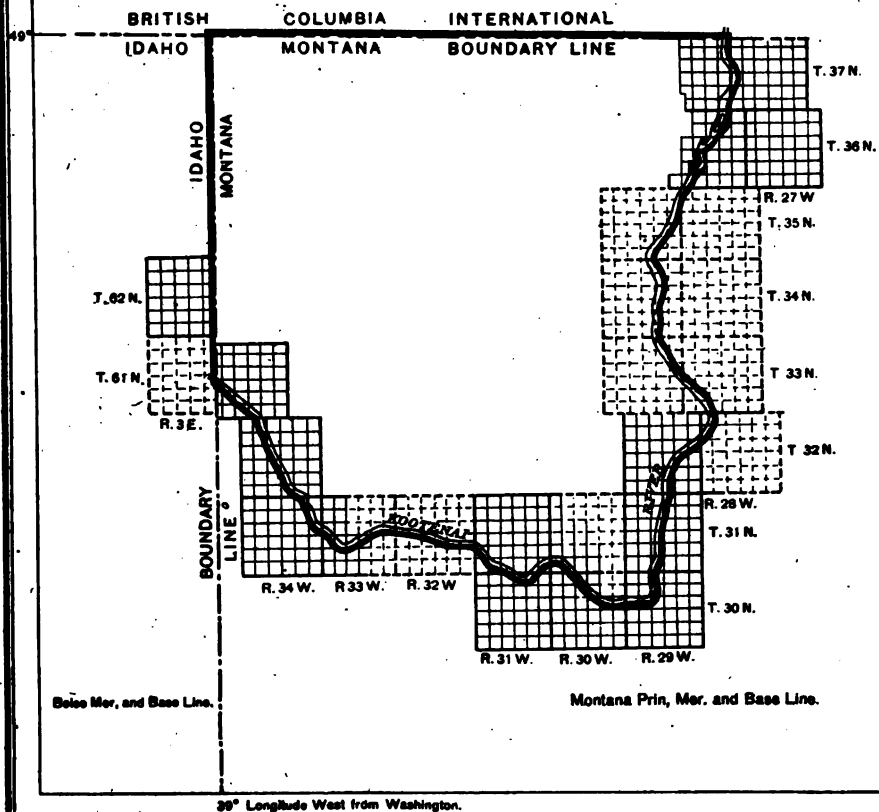 BRITISH COLUMBIA INTERNATIONAL
49°
IDAHO MONTANA BOUNDARY LINE
T. 37 N.
IDAHO
MONTANA
T. 36 N.
R. 27 W
T. 35 N.
T. 62 N.
T. 34 N.
T. 61 N.
T. 33 N.
R. 3 E.
T 32 N.
RIVER
R. 28 W.
BOUNDARY
LINE
KOOTENAI
T. 31 N.
R. 34 W. R 33 W. R. 32 W
T. 30 N.
R. 31 W. R. 30 W. R. 29 W.
Boise Mer, and Base Line.
Montana Prin, Mer. and Base Line.
39° Longitude West from Washington.